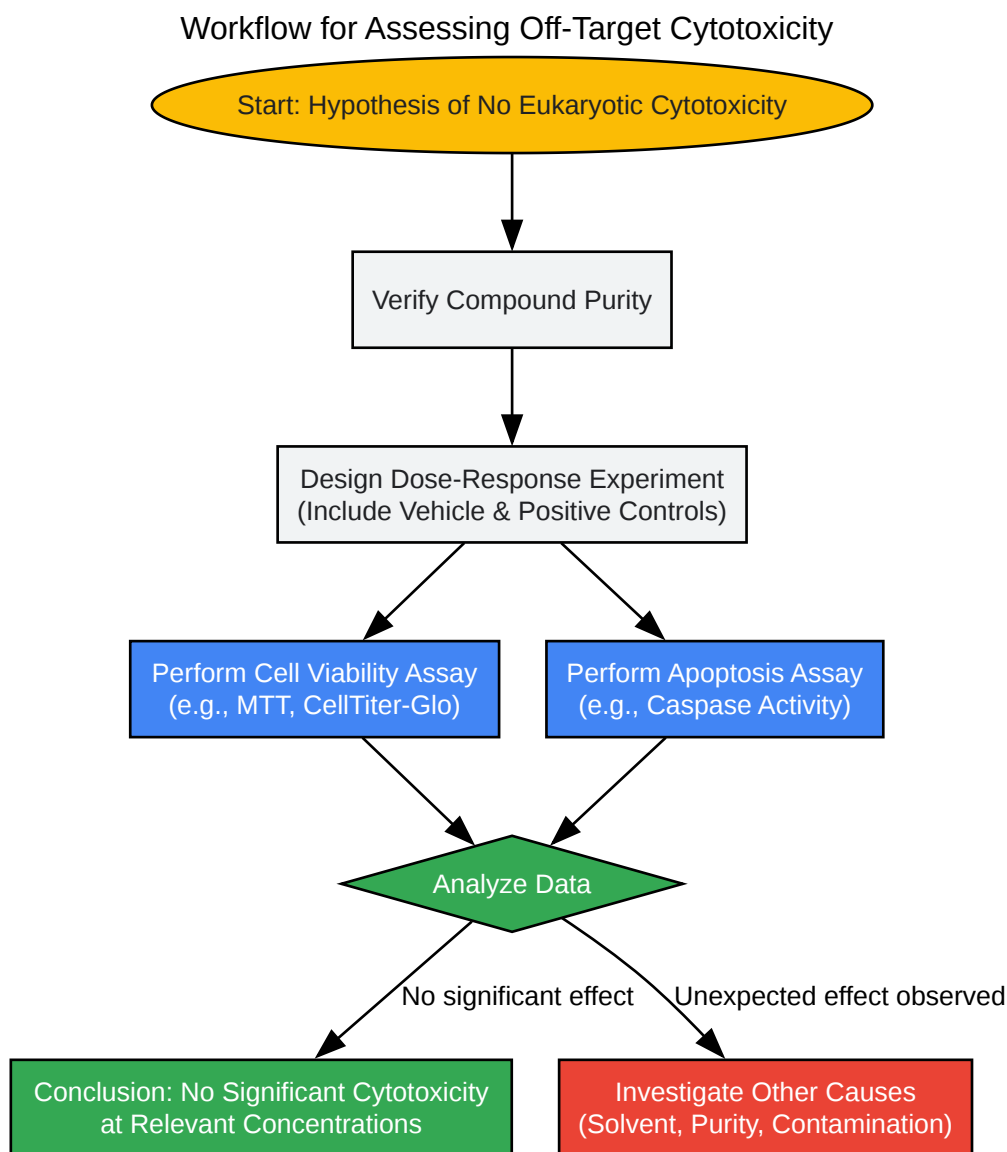 Workflow for Assessing Off-Target Cytotoxicity
Start: Hypothesis of No Eukaryotic Cytotoxicity
Verify Compound Purity
Design Dose-Response Experiment
(Include Vehicle & Positive Controls)
Perform Cell Viability Assay
(e.g., MTT, CellTiter-Glo)
Perform Apoptosis Assay
(e.g., Caspase Activity)
Analyze Data
No significant effect
Unexpected effect observed
Conclusion: No Significant Cytotoxicity
at Relevant Concentrations
Investigate Other Causes
(Solvent, Purity, Contamination)